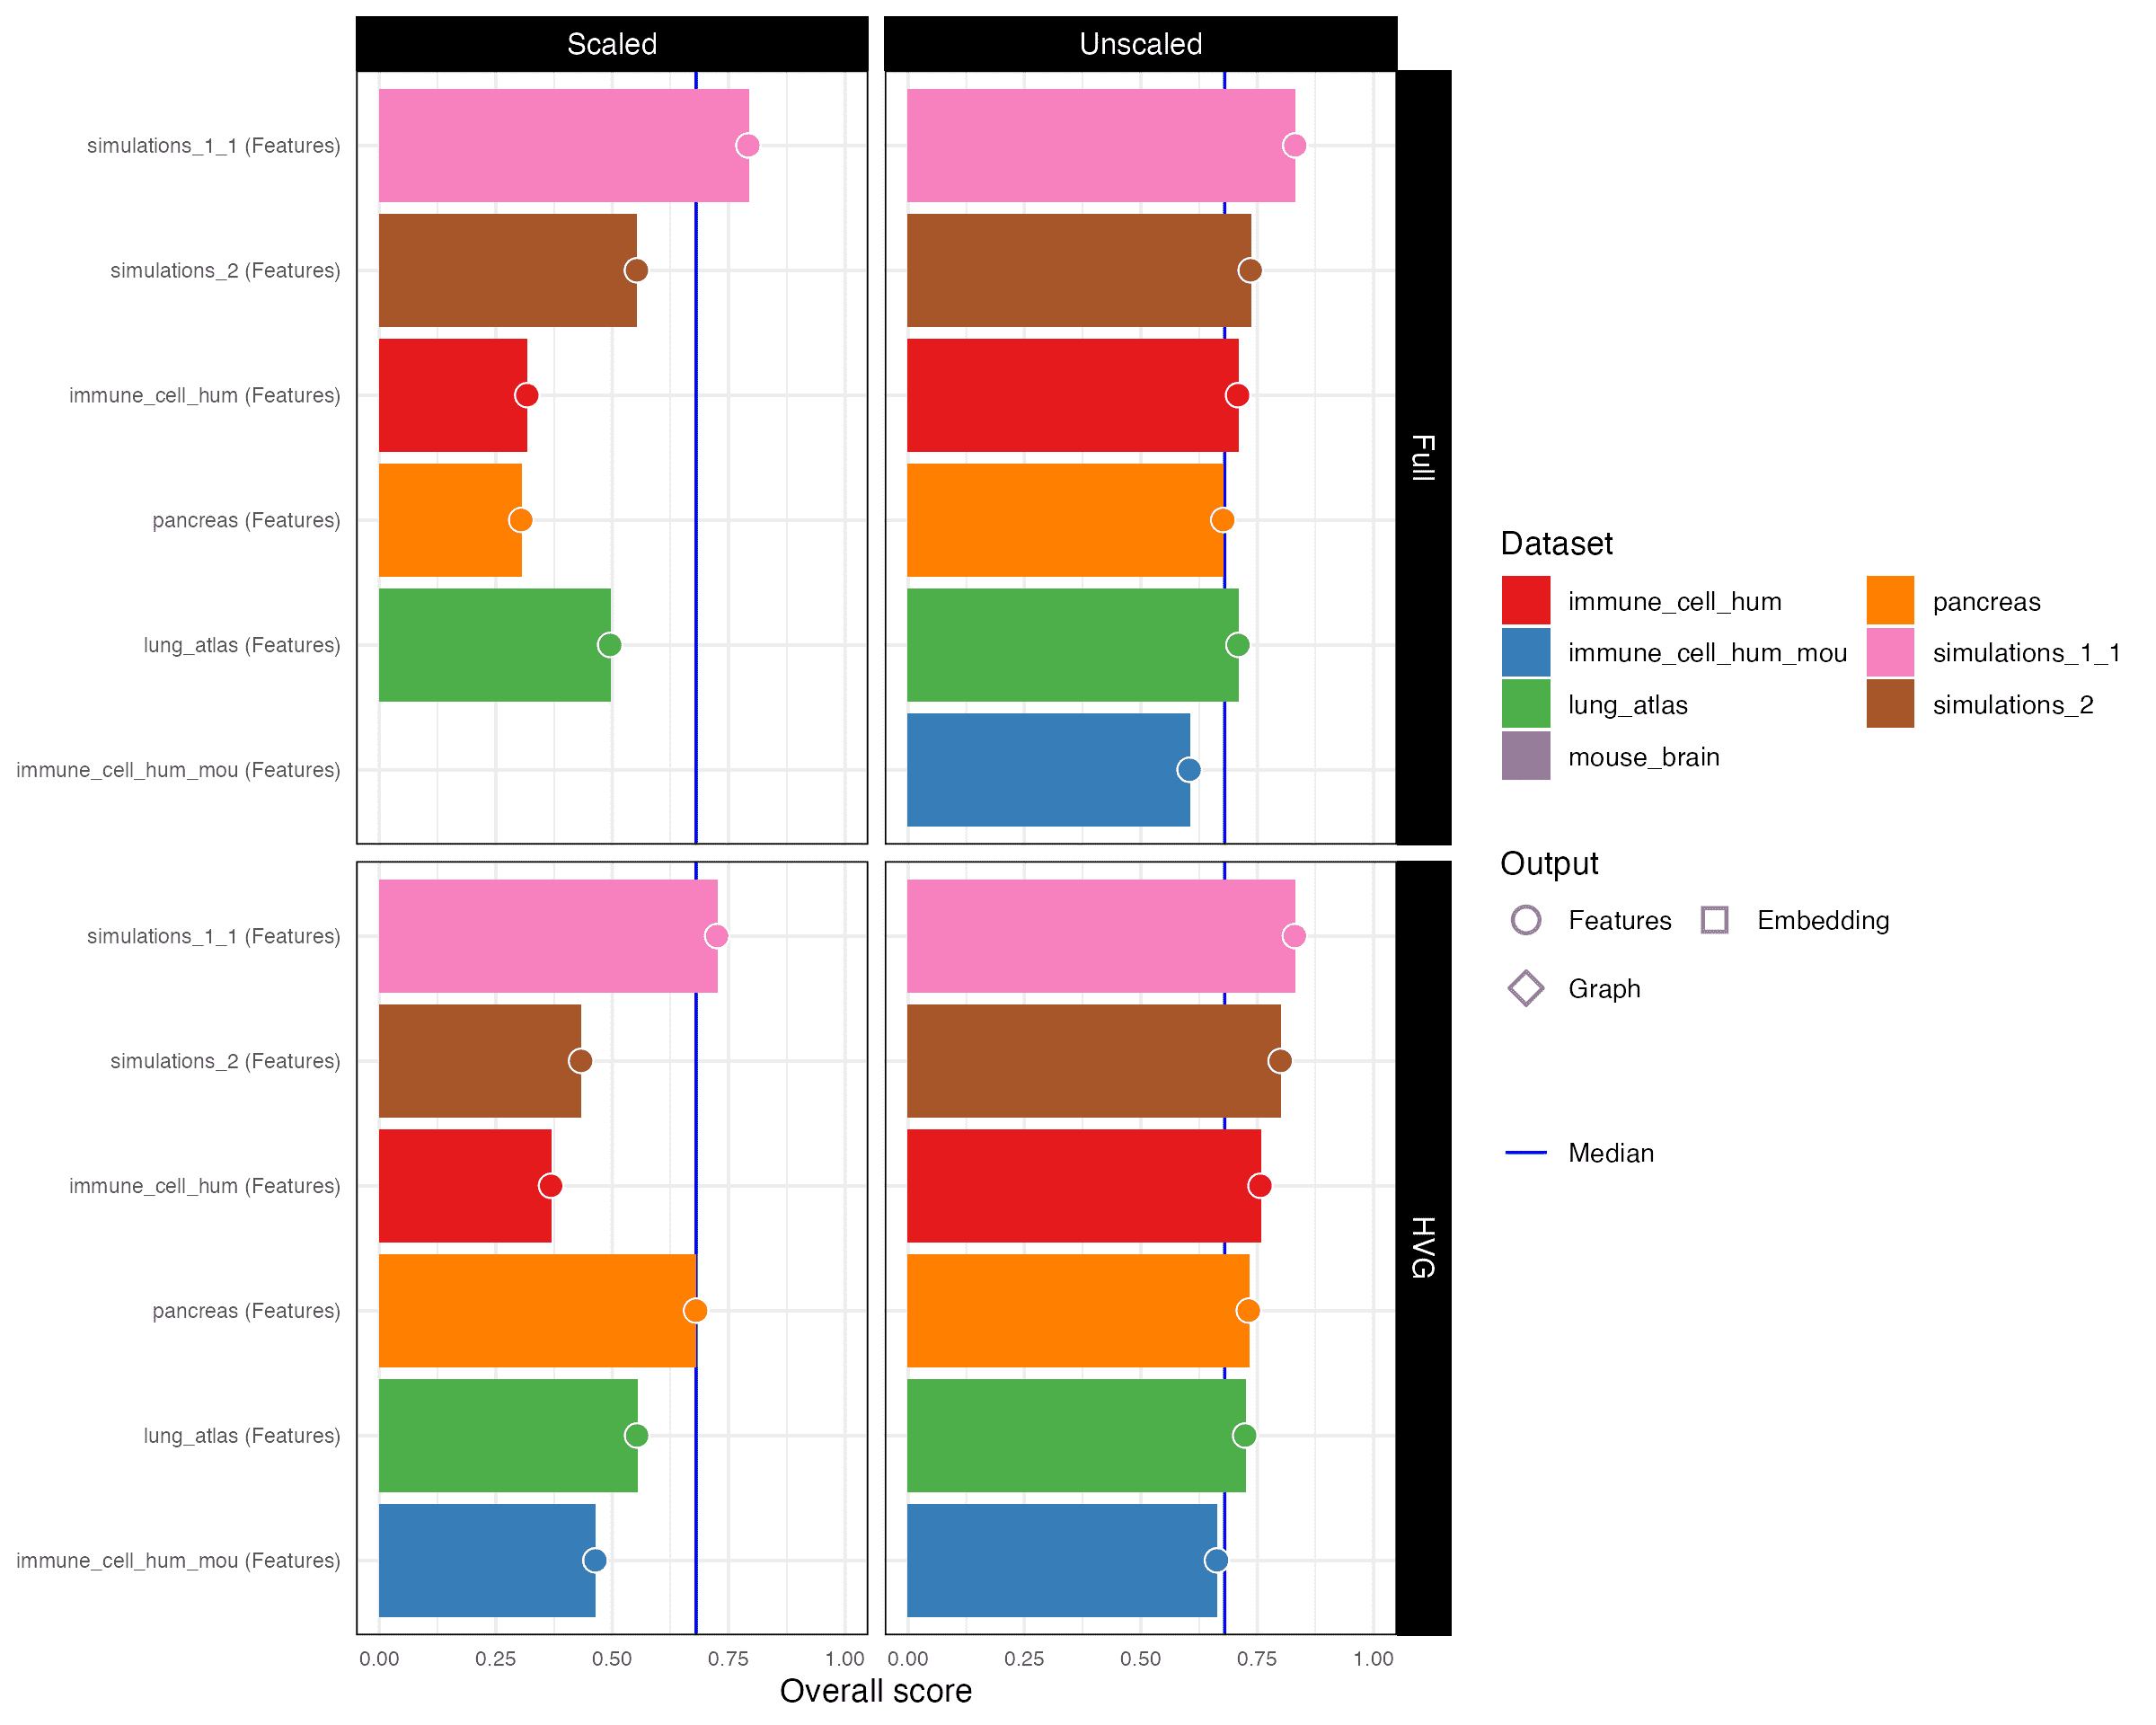 Scaled
Unscaled
simulations_1_1 (Features)
simulations_2 (Features)
immune_cell_hum (Features)
pancreas (Features)
lung_atlas (Features)
immune_cell_hum_mou (Features)
Full
simulations_1_1 (Features)
simulations_2 (Features)
immune_cell_hum (Features)
pancreas (Features)
lung_atlas (Features)
immune_cell_hum_mou (Features)
HVG
0.00 0.25 0.50 0.75 1.00
0.00 0.25 0.50 0.75 1.00
Overall score
Dataset
immune_cell_hum
immune_cell_hum_mou
lung_atlas
mouse_brain
pancreas
simulations_1_1
simulations_2
Output
Features
Embedding
Graph
Median